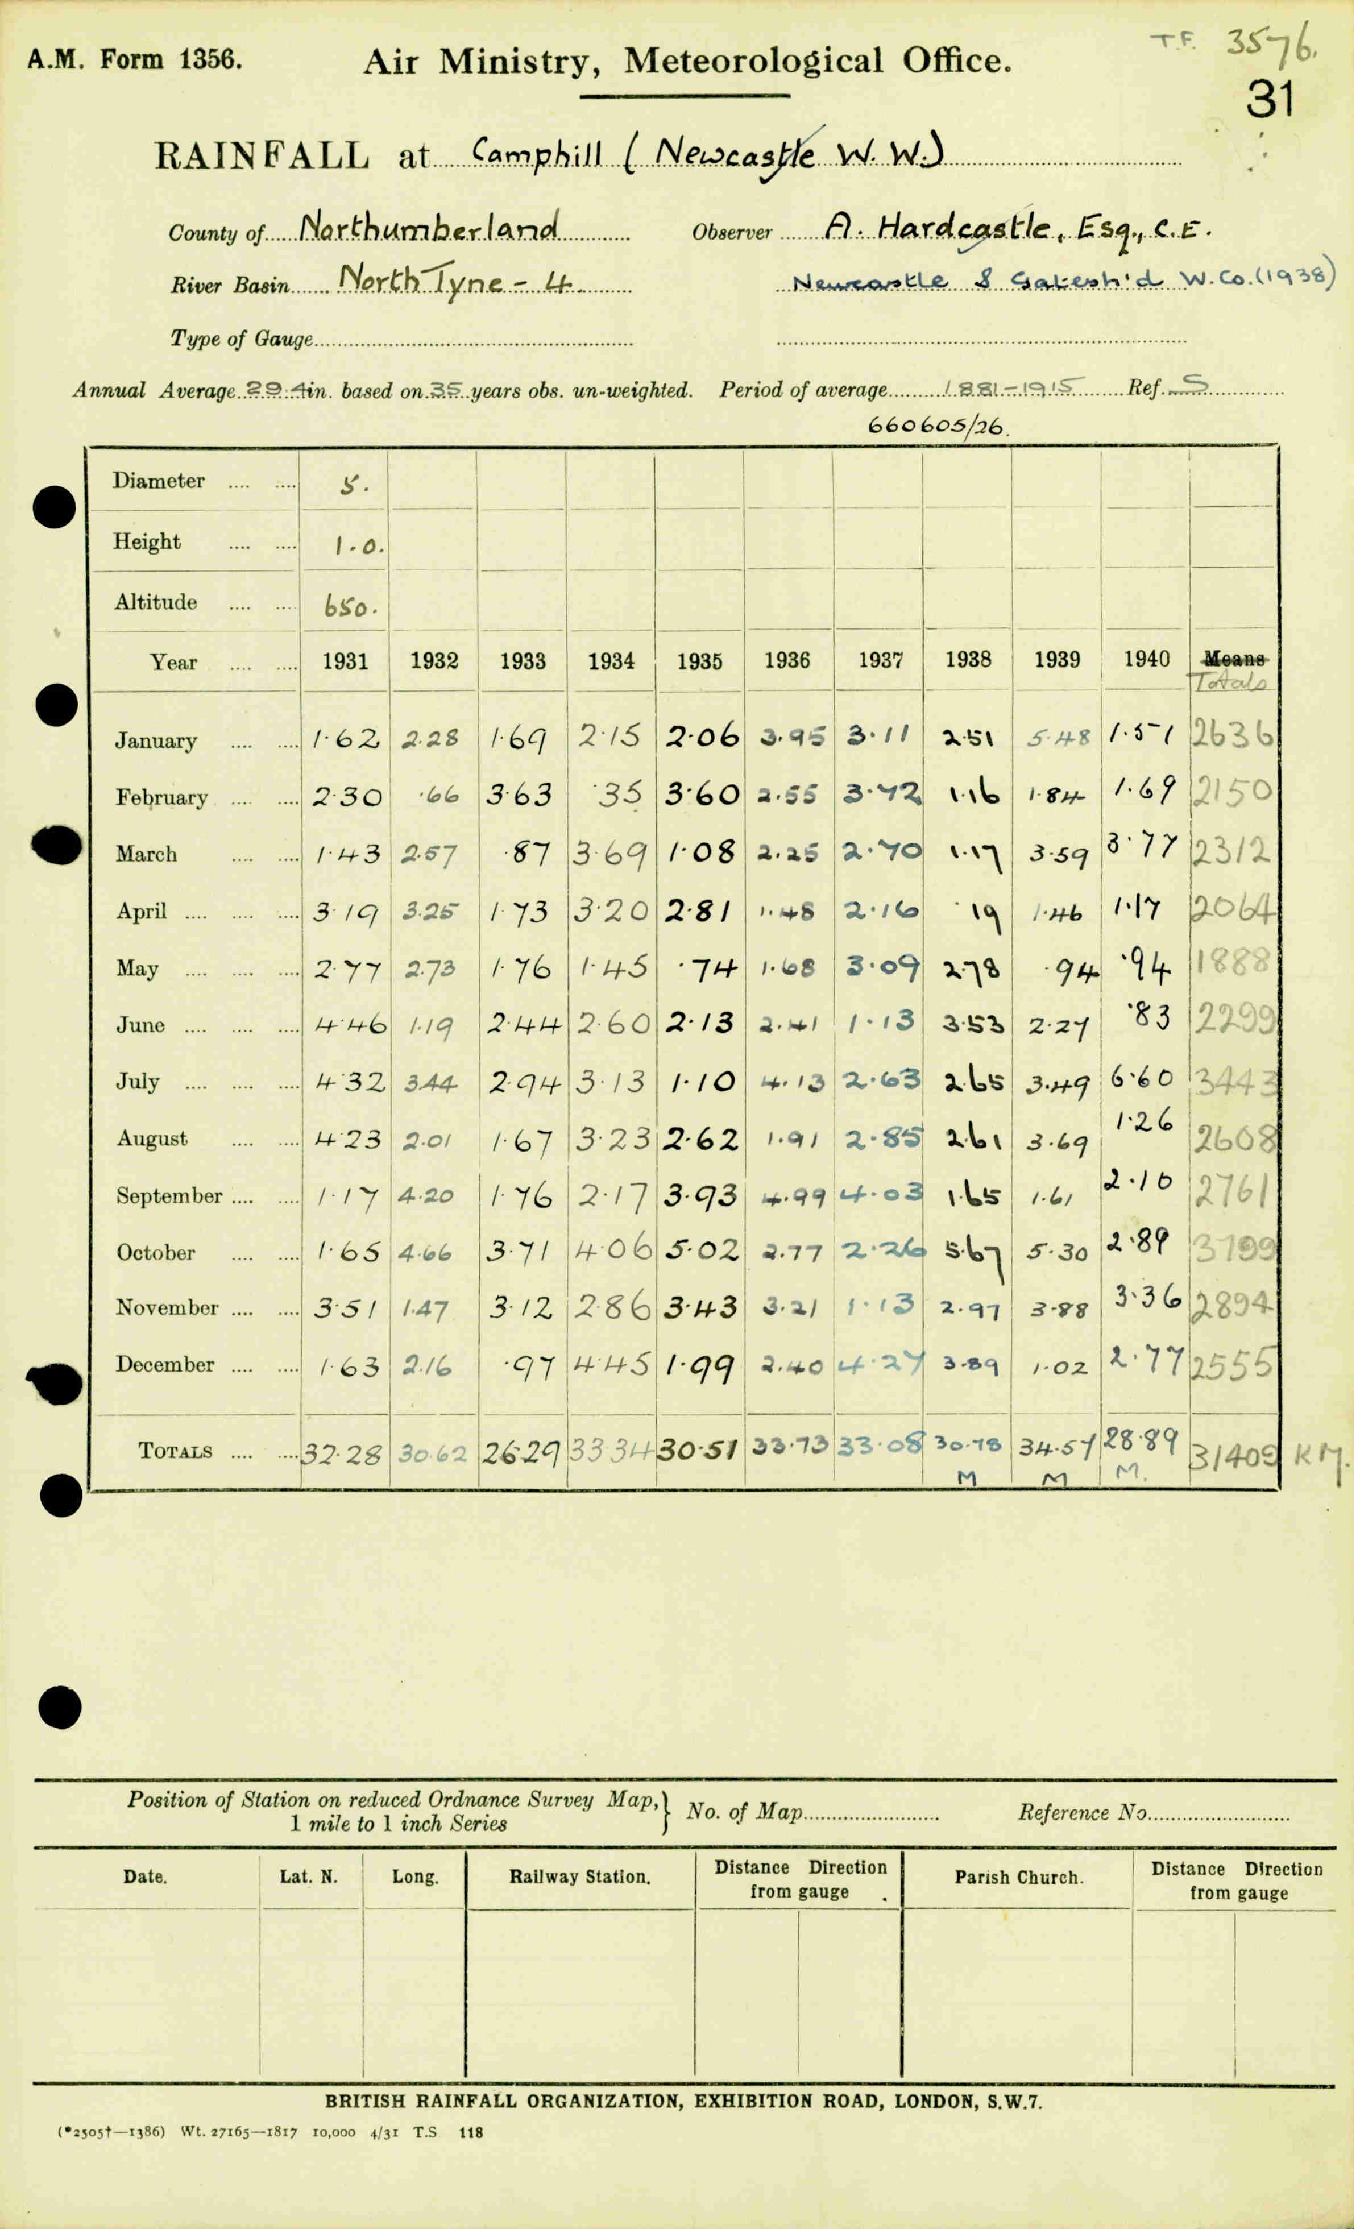 T.F. 3576.
A.M. Form 1356. Air Ministry, Meteorological Office.
31
RAINFALL at Camphill (Newcastle W. W.)
County of Northumberland Observer A. Hardcastle, Esq., C.E.
River Basin North Tyne - 4 Newcastle & Gatesh'd W. Co. (1938)
Type of Gauge
Annual Average 29.4 in. based on 35 years obs. un-weighted. Period of average 1881-1915 Ref. S
660605/26.
Diameter .... .... 5.
Height .... .... 1.0.
Altitude .... .... 650.
Year .... .... 1931 1932 1933 1934 1935 1936 1937 1938 1939 1940 Means
Totals
January .... .... 1.62 2.28 1.69 2.15 2.06 3.95 3.11 2.51 5.48 1.51 2636
February .... .... 2.30 .66 3.63 .35 3.60 2.55 3.72 1.16 1.84 1.69 2150
March .... .... 1.43 2.57 .87 3.69 1.08 2.25 2.70 1.17 3.59 3.77 2312
April .... .... .... 3.19 3.25 1.73 3.20 2.81 1.48 2.16 .19 1.46 1.17 2064
May .... .... .... 2.77 2.73 1.76 1.45 .74 1.68 3.09 2.78 .94 .94 1888
June .... .... .... 4.46 1.19 2.44 2.60 2.13 2.41 1.13 3.53 2.27 .83 2299
July .... .... .... 4.32 3.44 2.94 3.13 1.10 4.13 2.63 2.65 3.49 6.60 3443
August .... .... 4.23 2.01 1.67 3.23 2.62 1.91 2.85 2.61 3.69 1.26 2608
September .... .... 1.17 4.20 1.76 2.17 3.93 4.99 4.03 1.65 1.61 2.10 2761
October .... .... 1.65 4.66 3.71 4.06 5.02 2.77 2.26 5.67 5.30 2.89 3799
November .... .... 3.51 1.47 3.12 2.86 3.43 3.21 1.13 2.97 3.88 3.36 2894
December .... .... 1.63 2.16 .97 4.45 1.99 2.40 4.27 3.89 1.02 2.77 2555
TOTALS .... .... 32.28 30.62 26.29 33.34 30.51 33.73 33.08 30.78 34.57 28.89 31409 KM.
M M M.
Position of Station on reduced Ordnance Survey Map, } No. of Map Reference No.
1 mile to 1 inch Series
Date. Lat. N. Long. Railway Station. Distance Direction from gauge Parish Church. Distance Direction from gauge
BRITISH RAINFALL ORGANIZATION, EXHIBITION ROAD, LONDON, S.W.7.
(*2505†—1386) Wt. 27165—1817 10,000 4/31 T.S 118